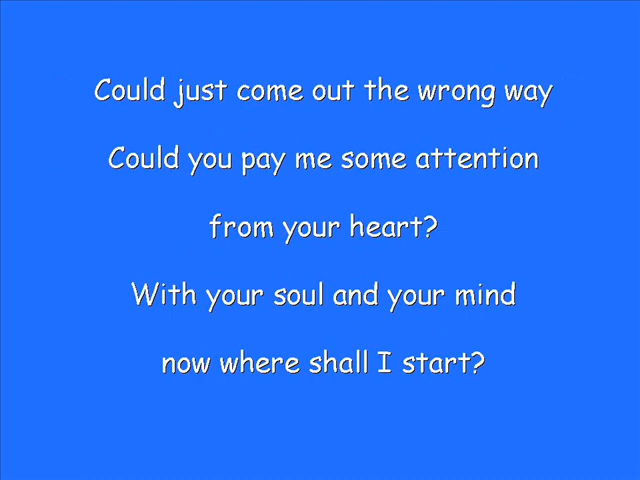 Could just come out the wrong way
Could you pay me some attention
from your heart?
With your soul and your mind
now where shall I start?